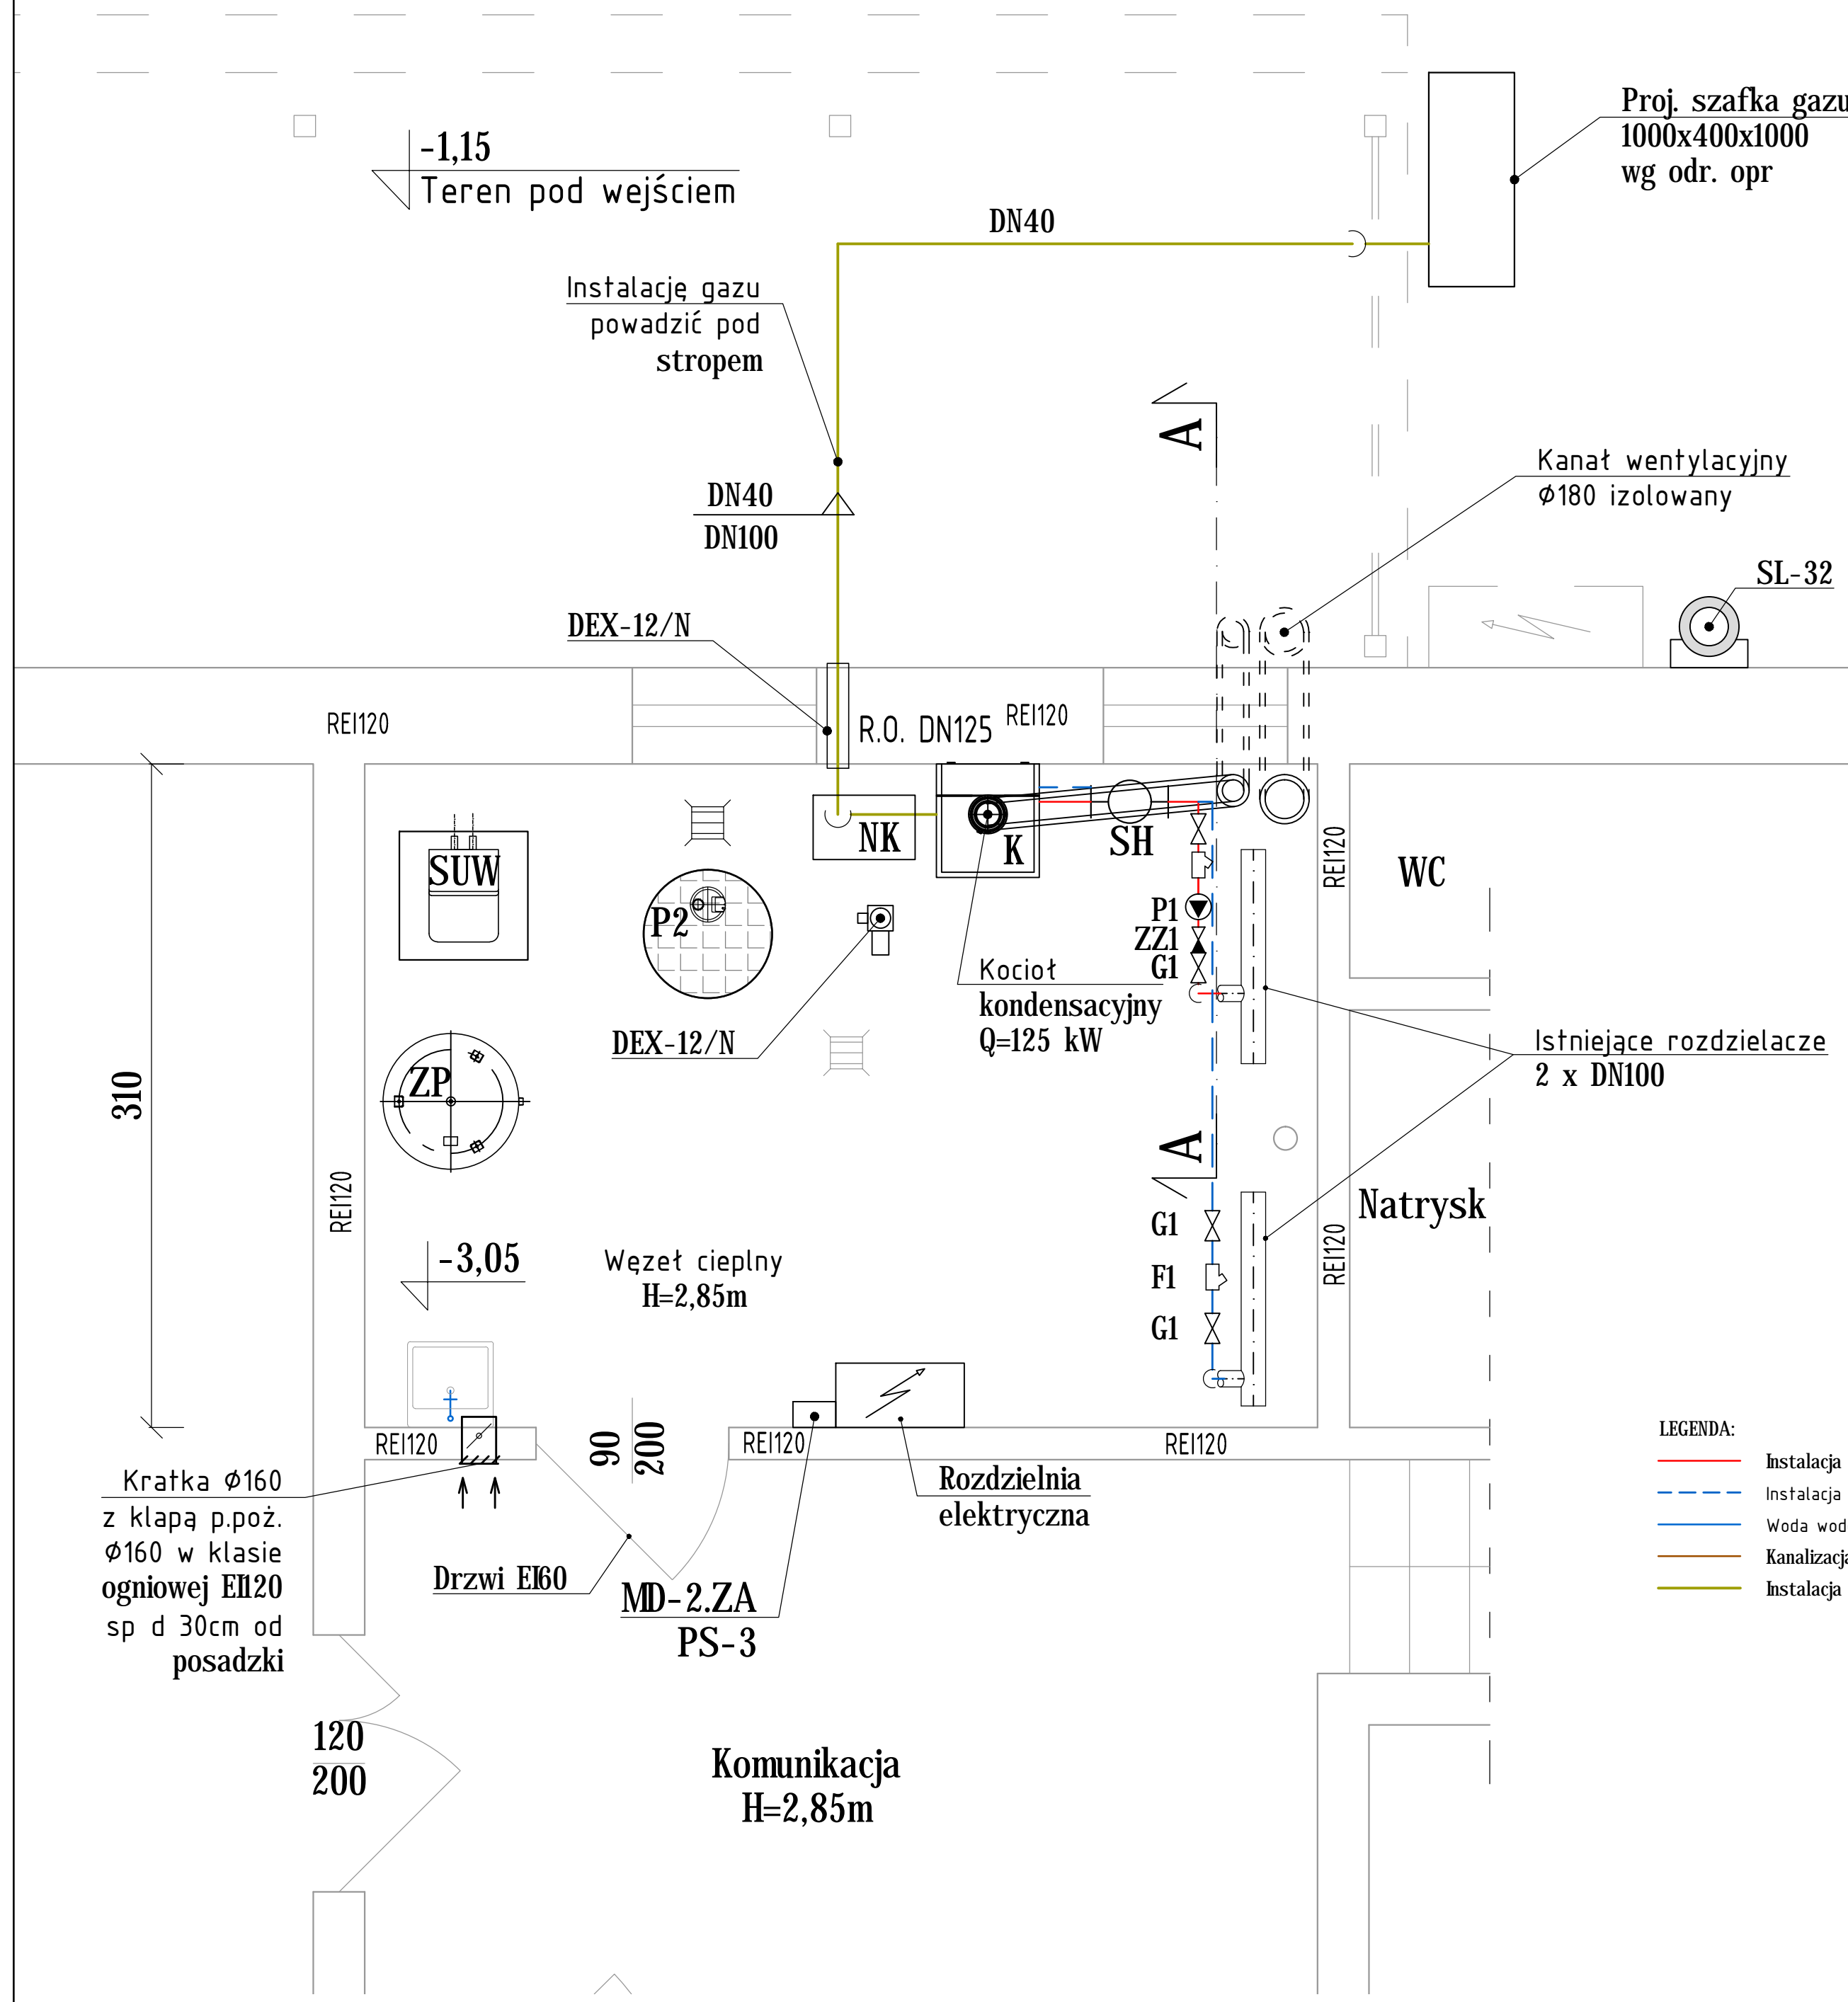 Proj. szafka gazu
1000x400x1000
wg odr. opr
-1,15
Teren pod wejściem
DN40
Instalację gazu
powadzić pod
stropem
A
Kanał wentylacyjny
Φ180 izolowany
DN40
DN100
SL-32
DEX-12/N
REI120
R.O. DN125
REI120
SUW
NK
K
SH
REI120
WC
P2
P1
ZZ1
G1
Kocioł
kondensacyjny
Q=125 kW
DEX-12/N
Istniejące rozdzielacze
2 x DN100
310
ZP
A
REI120
Natrysk
G1
REI120
-3,05
Węzeł cieplny
H=2,85m
F1
G1
90
200
REI120
REI120
REI120
LEGENDA:
Instalacja
Instalacja
Woda wod
Kanalizacja
Instalacja
Kratka Φ160
z klapą p.poż.
Φ160 w klasie
ogniowej EI120
sp d 30cm od
posadzki
Rozdzielnia
elektryczna
Drzwi EI60
MD-2.ZA
PS-3
120
200
Komunikacja
H=2,85m